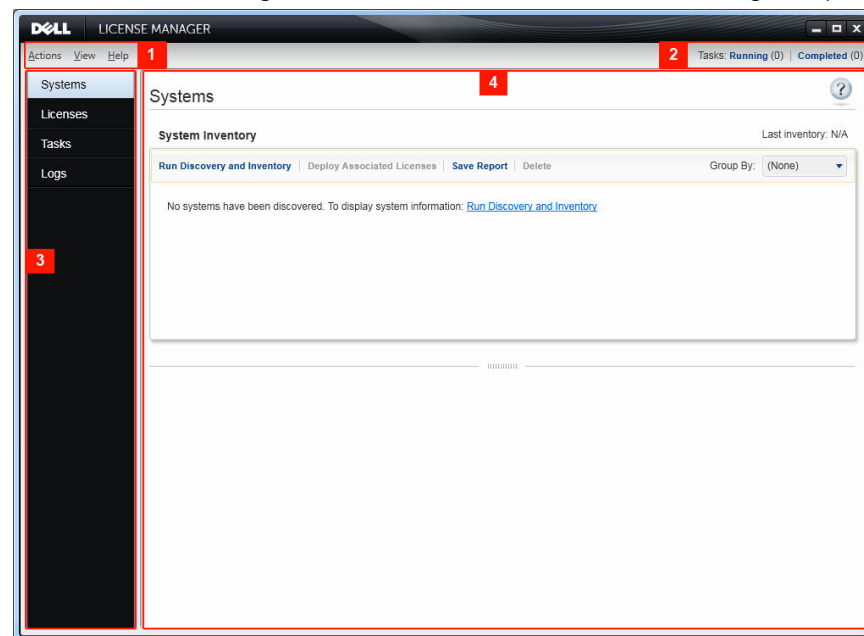 DELL LICENSE MANAGER
Actions View Help 1 2 Tasks: Running (0) | Completed (0)
Systems
Licenses
Tasks
Logs
3
4
Systems ?
System Inventory Last inventory: N/A
Run Discovery and Inventory | Deploy Associated Licenses | Save Report | Delete Group By: (None)
No systems have been discovered. To display system information: Run Discovery and Inventory